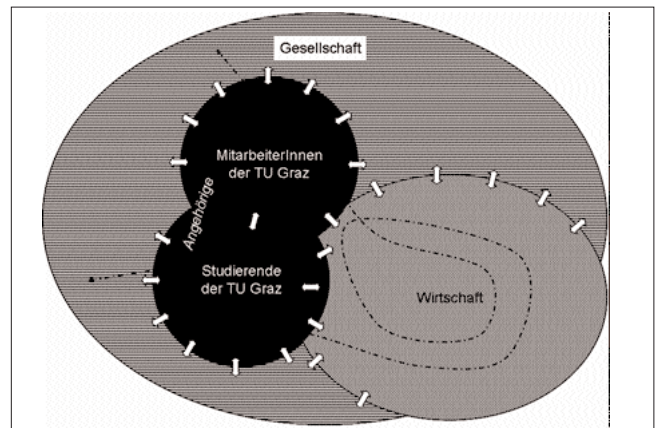 Gesellschaft
MitarbeiterInnen
der TU Graz
Angehörige
Studierende
der TU Graz
Wirtschaft